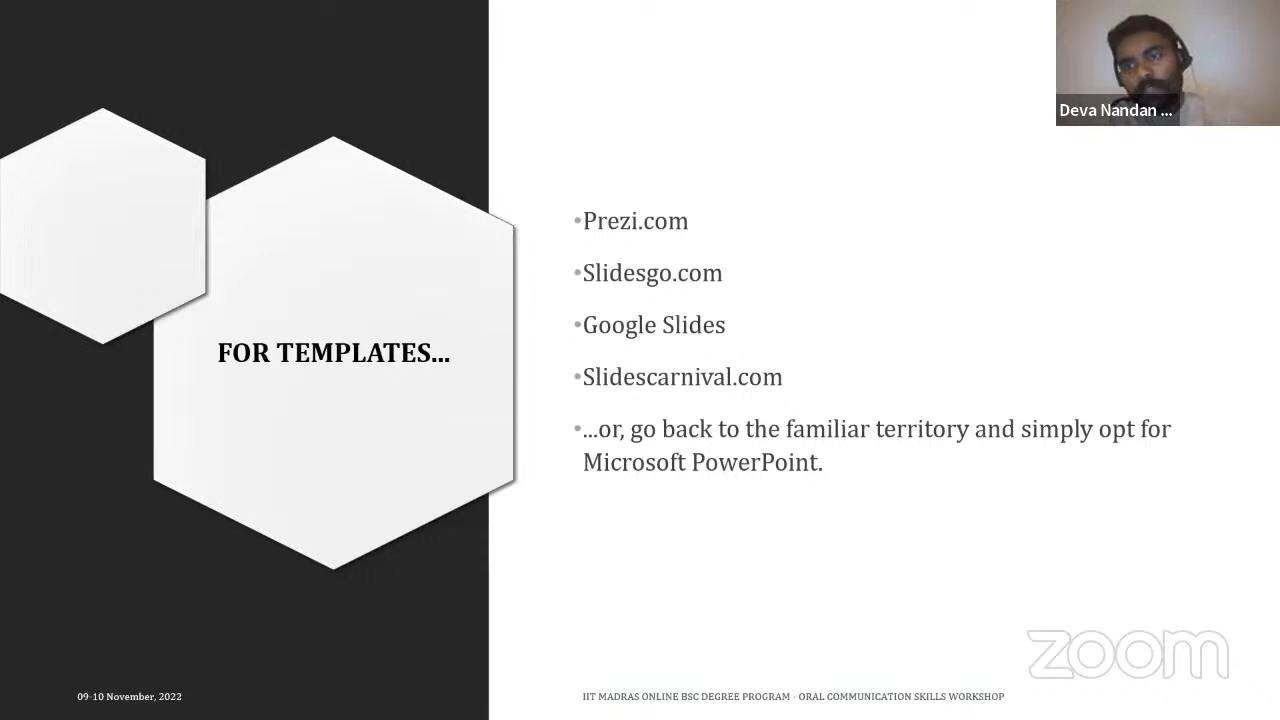 Deva Nandan ...
FOR TEMPLATES...
•Prezi.com
•Slidesgo.com
•Google Slides
•Slidescarnival.com
•...or, go back to the familiar territory and simply opt for
Microsoft PowerPoint.
zoom
09-10 November, 2022
IIT MADRAS ONLINE BSC DEGREE PROGRAM - ORAL COMMUNICATION SKILLS WORKSHOP